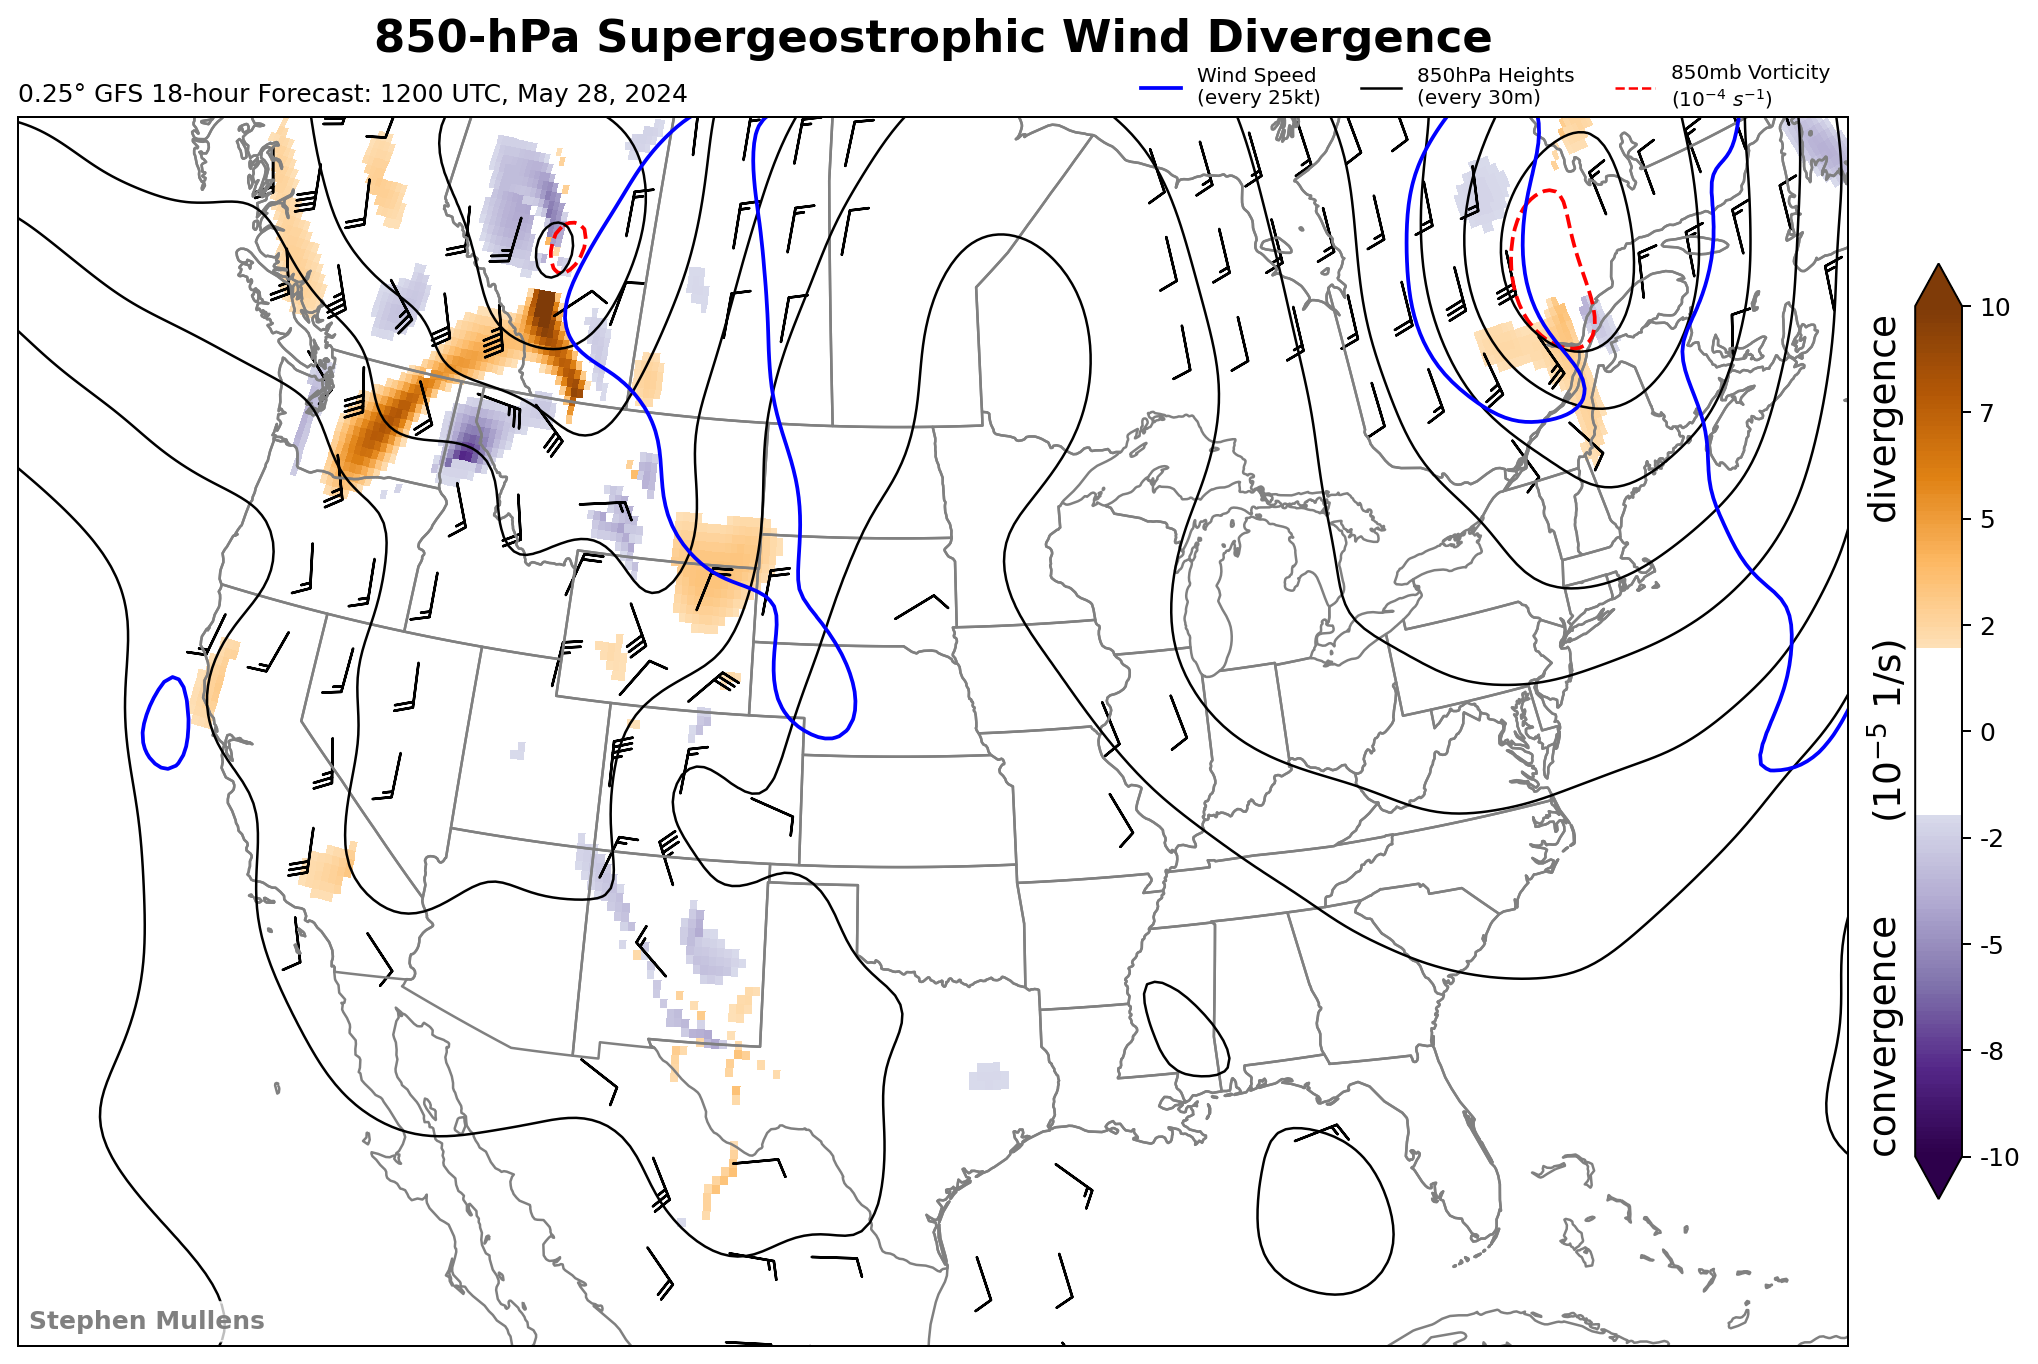 850-hPa Supergeostrophic Wind Divergence
0.25° GFS 18-hour Forecast: 1200 UTC, May 28, 2024
Wind Speed
(every 25kt)
850hPa Heights
(every 30m)
850mb Vorticity
(10⁻⁴ s⁻¹)
10
7
5
2
0
-2
-5
-8
-10
convergence (10⁻⁵ 1/s) divergence
Stephen Mullens